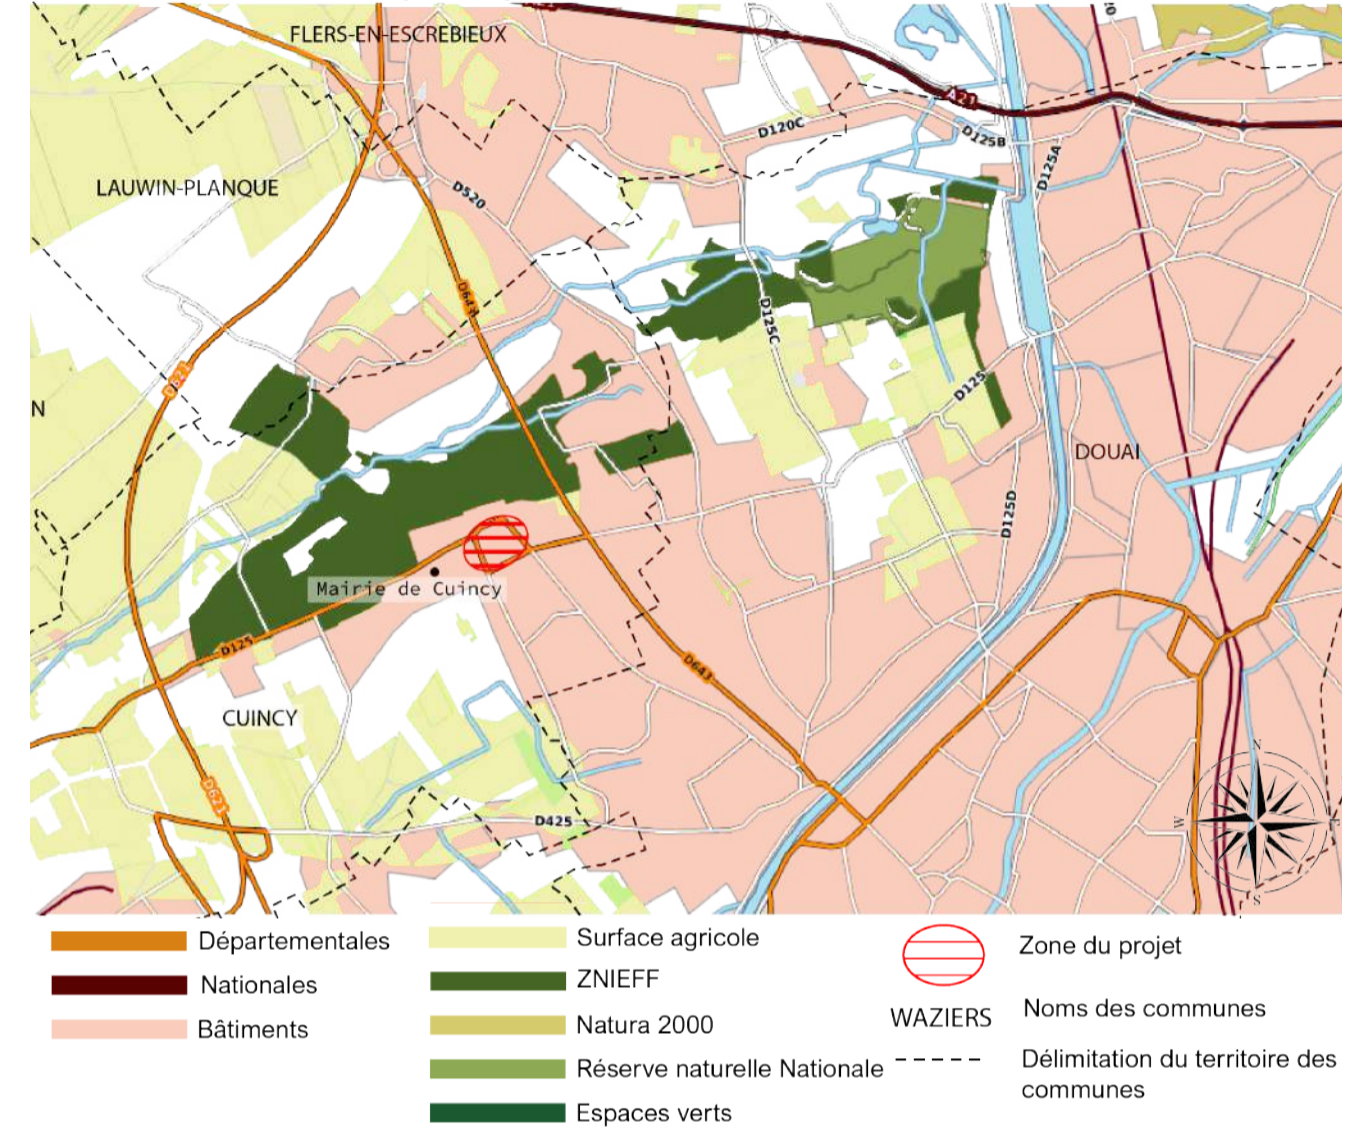 FLERS-EN-ESCREBIEUX
A21
D120C
D125B
D125A
LAUWIN-PLANQUE
D520
D643
D125C
D621
D125
N
DOUAI
D125D
Mairie de Cuincy
D125
D643
CUINCY
D621
D425
N
W
E
S
Départementales
Nationales
Bâtiments
Surface agricole
ZNIEFF
Natura 2000
Réserve naturelle Nationale
Espaces verts
Zone du projet
WAZIERS
Noms des communes
Délimitation du territoire des
communes